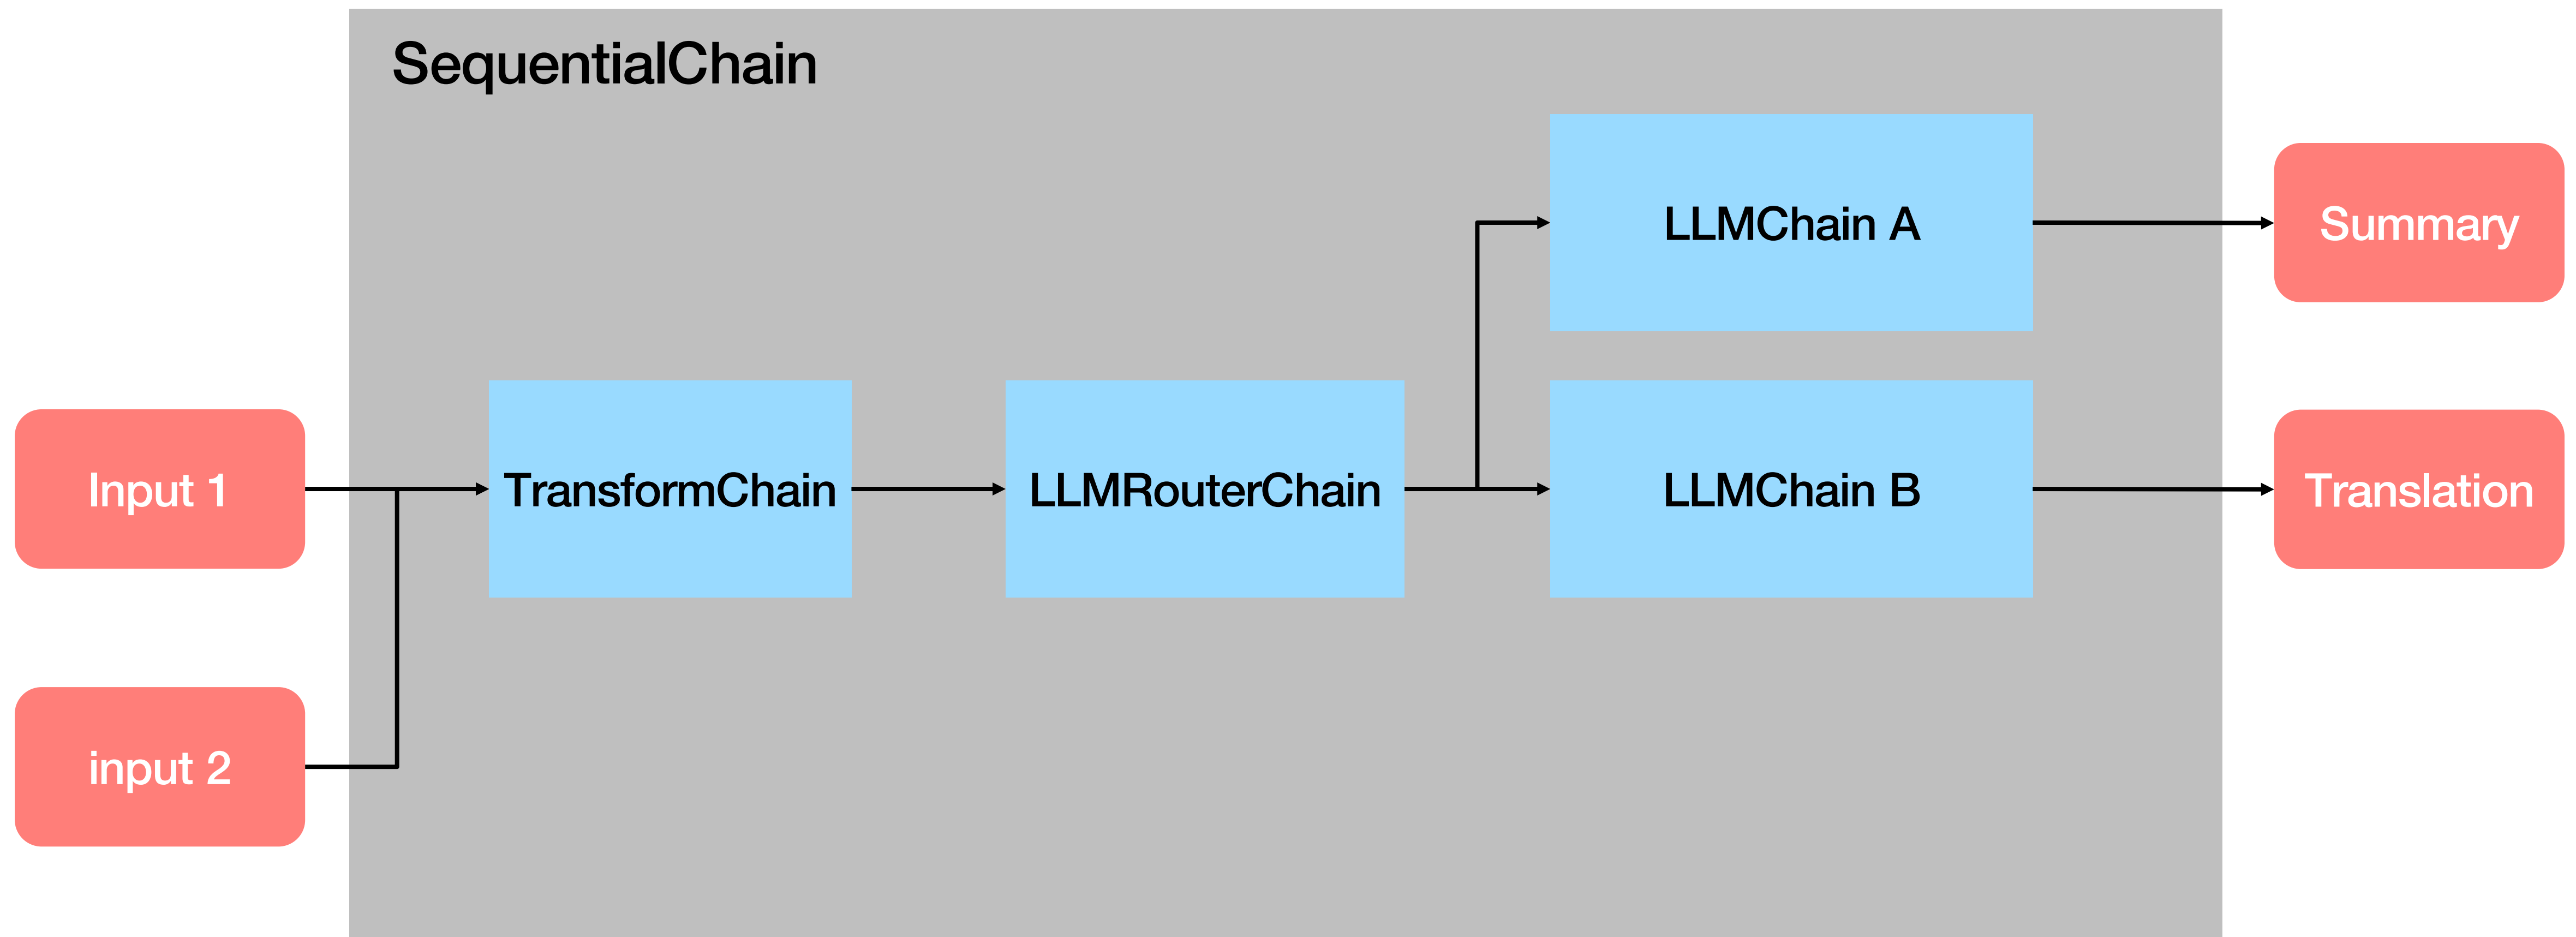 SequentialChain
LLMChain A
Summary
Input 1
TransformChain
LLMRouterChain
LLMChain B
Translation
input 2